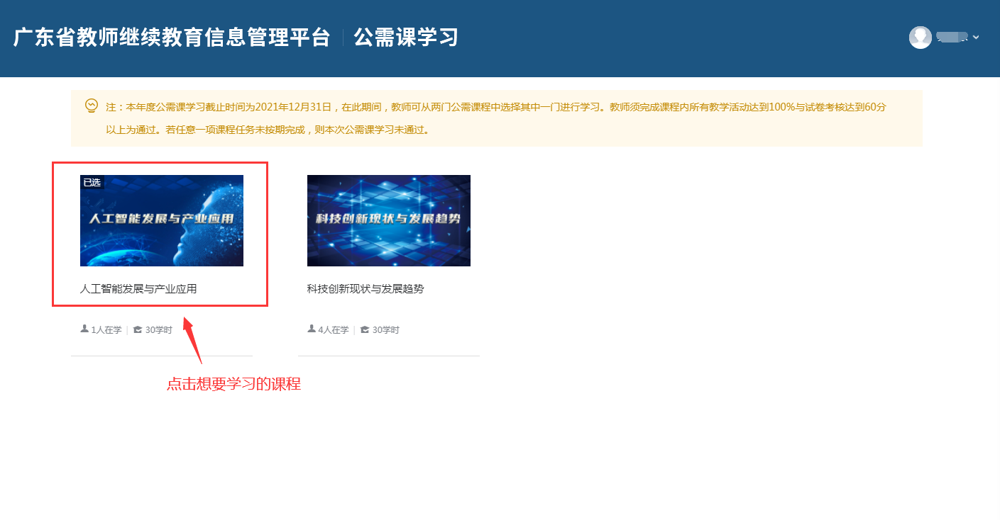 广东省教师继续教育信息管理平台 公需课学习
注：本年度公需课学习截止时间为2021年12月31日，在此期间，教师可从两门公需课程中选择其中一门进行学习。教师须完成课程内所有教学活动达到100%与试卷考核达到60分
以上为通过。若任意一项课程任务未按期完成，则本次公需课学习未通过。
已选
人工智能发展与产业应用
科技创新现状与发展趋势
人工智能发展与产业应用
科技创新现状与发展趋势
1人在学 | 30学时
4人在学 | 30学时
点击想要学习的课程